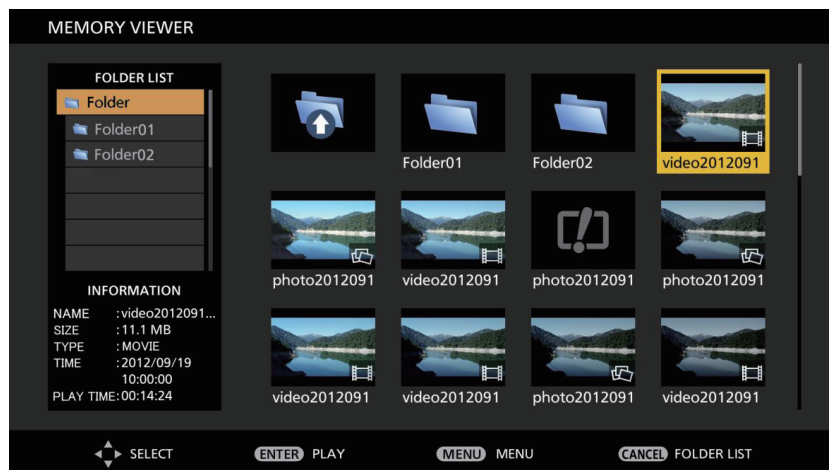 MEMORY VIEWER
FOLDER LIST
Folder
Folder01
Folder02
INFORMATION
NAME :video2012091...
SIZE :11.1 MB
TYPE :MOVIE
TIME :2012/09/19
10:00:00
PLAY TIME:00:14:24
Folder01
Folder02
video2012091
photo2012091
video2012091
photo2012091
photo2012091
video2012091
video2012091
photo2012091
video2012091
SELECT
ENTER PLAY
MENU MENU
CANCEL FOLDER LIST